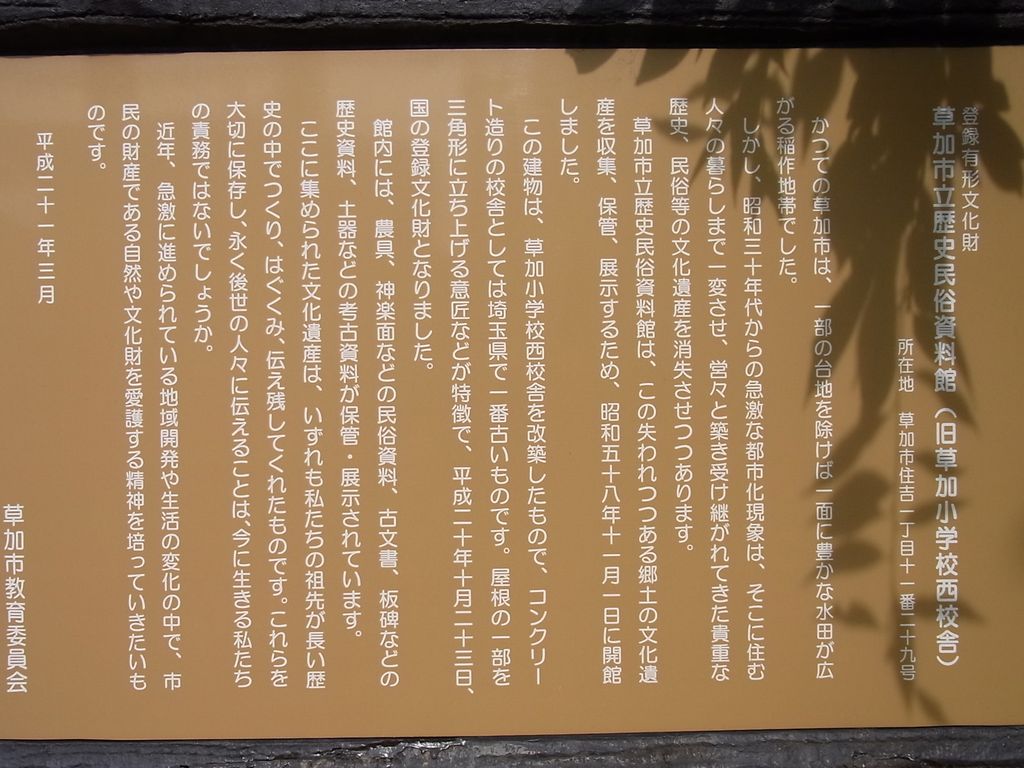 登録有形文化財
草加市立歴史民俗資料館（旧草加小学校西校舎）
所在地　草加市住吉一丁目十一番二十九号
かつての草加市は、一部の台地を除けば一面に豊かな水田が広
がる稲作地帯でした。
しかし、昭和三十年代からの急激な都市化現象は、そこに住む
人々の暮らしまで一変させ、営々と築き受け継がれてきた貴重な
歴史、民俗等の文化遺産を消失させつつあります。
草加市立歴史民俗資料館は、この失われつつある郷土の文化遺
産を収集、保管、展示するため、昭和五十八年十一月一日に開館
しました。
この建物は、草加小学校西校舎を改築したもので、コンクリー
ト造りの校舎としては埼玉県で一番古いものです。屋根の一部を
三角形に立ち上げる意匠などが特徴で、平成二十年十月二十三日、
国の登録文化財となりました。
館内には、農具、神楽面などの民俗資料、古文書、板碑などの
歴史資料、土器などの考古資料が保管・展示されています。
ここに集められた文化遺産は、いずれも私たちの祖先が長い歴
史の中でつくり、はぐくみ、伝え残してくれたものです。これらを
大切に保存し、永く後世の人々に伝えることは、今に生きる私たち
の責務ではないでしょうか。
近年、急激に進められている地域開発や生活の変化の中で、市
民の財産である自然や文化財を愛護する精神を培っていきたいも
のです。
平成二十一年三月
草加市教育委員会